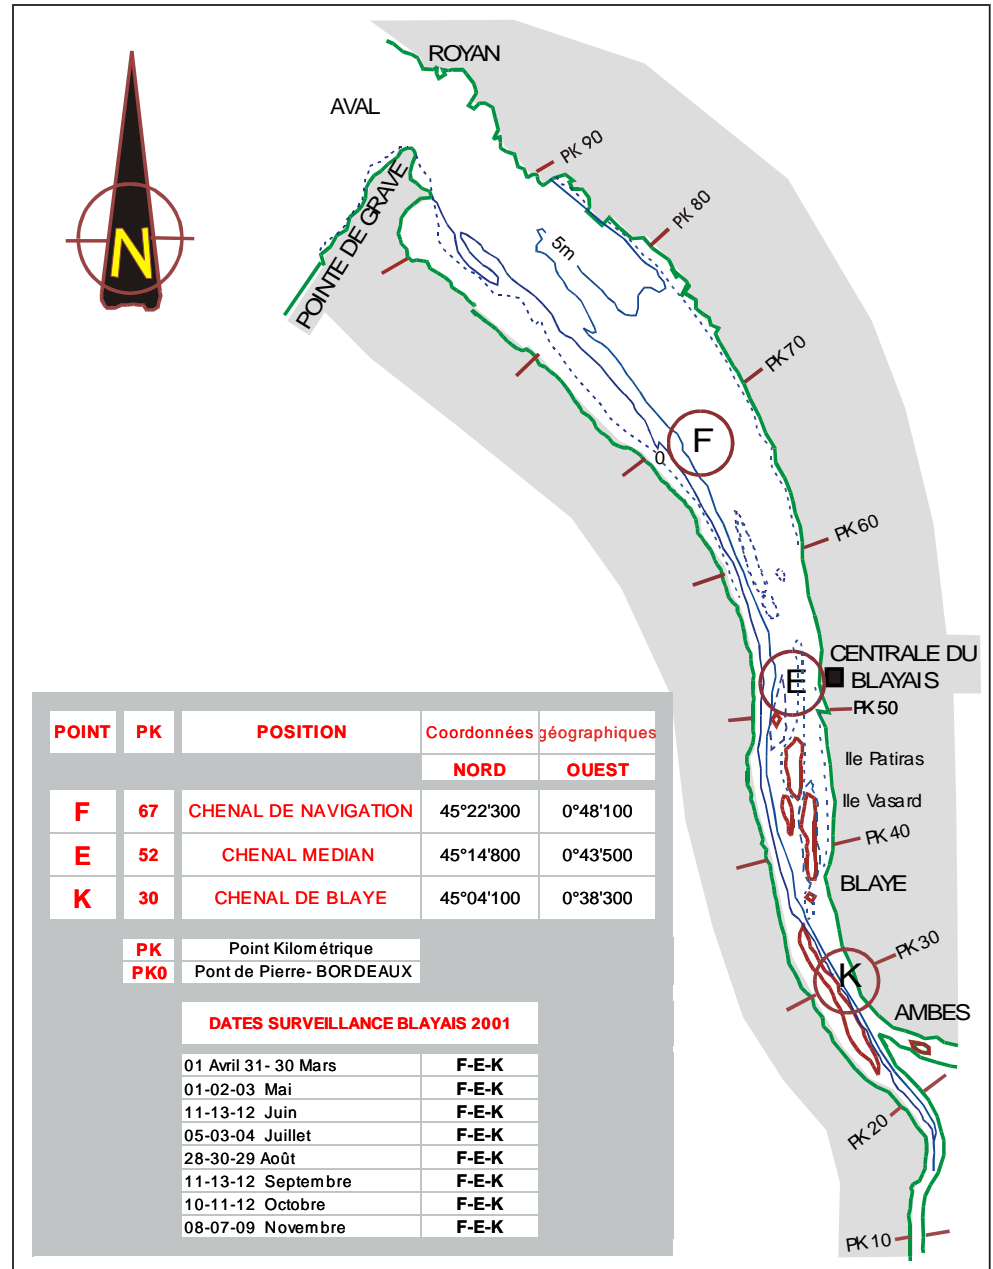 ROYAN
AVAL
PK 90
POINTE DE GRAVE
PK 80
N
5m
PK 70
F
0
PK 60
CENTRALE DU
BLAYAIS
E
PK 50
Ile Patiras
Ile Vasard
PK 40
BLAYE
PK 30
K
AMBES
PK 20
PK 10
POINT PK POSITION Coordonnées géographiques
NORD OUEST
F 67 CHENAL DE NAVIGATION 45°22'300 0°48'100
E 52 CHENAL MEDIAN 45°14'800 0°43'500
K 30 CHENAL DE BLAYE 45°04'100 0°38'300
PK Point Kilométrique
PK0 Pont de Pierre- BORDEAUX
DATES SURVEILLANCE BLAYAIS 2001
01 Avril 31- 30 Mars F-E-K
01-02-03 Mai F-E-K
11-13-12 Juin F-E-K
05-03-04 Juillet F-E-K
28-30-29 Août F-E-K
11-13-12 Septembre F-E-K
10-11-12 Octobre F-E-K
08-07-09 Novembre F-E-K